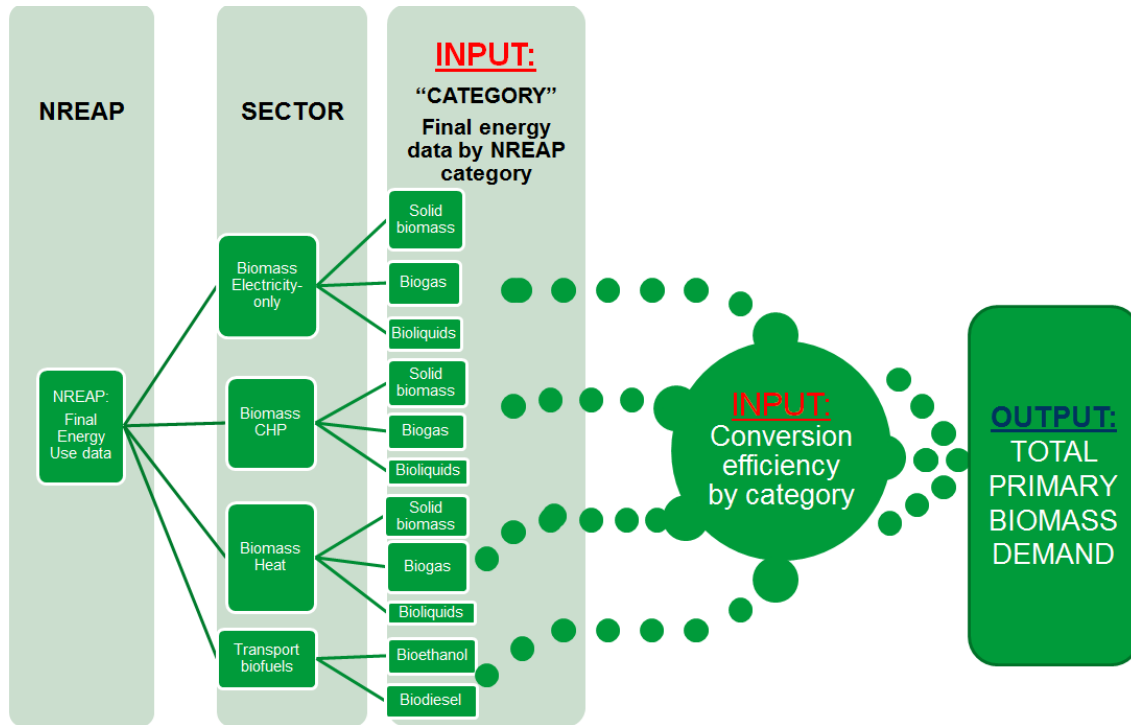 NREAP
NREAP:
Final
Energy
Use data
SECTOR
Biomass
Electricity-
only
Biomass
CHP
Biomass
Heat
Transport
biofuels
INPUT:
“CATEGORY”
Final energy
data by NREAP
category
Solid
biomass
Biogas
Bioliquids
Solid
biomass
Biogas
Bioliquids
Solid
biomass
Biogas
Bioliquids
Bioethanol
Biodiesel
INPUT:
Conversion
efficiency
by category
OUTPUT:
TOTAL
PRIMARY
BIOMASS
DEMAND